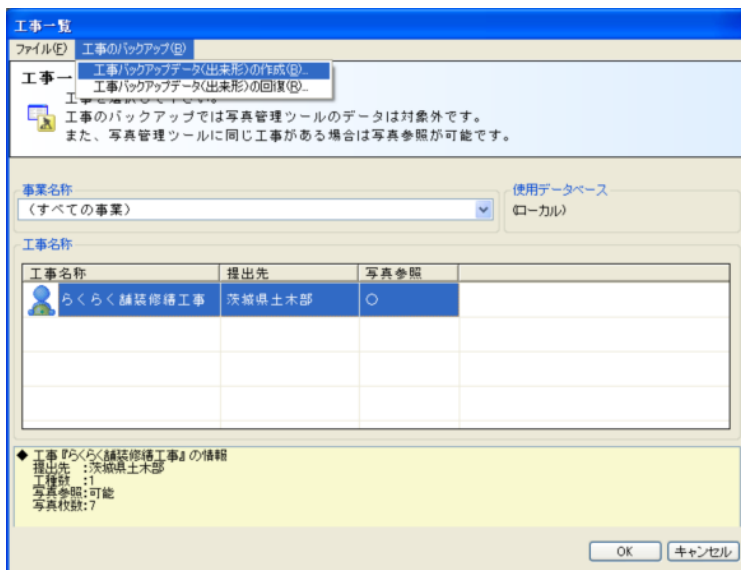 工事一覧
ファイル(F) 工事のバックアップ(B)
工事バックアップデータ(出来形)の作成(B)...
工事バックアップデータ(出来形)の回復(R)...
工事一
工事を選択して下さい。
工事のバックアップでは写真管理ツールのデータは対象外です。
また、写真管理ツールに同じ工事がある場合は写真参照が可能です。
事業名称
(すべての事業)
使用データベース
(ローカル)
工事名称
工事名称 提出先 写真参照
らくらく舗装修繕工事 茨城県土木部 ○
◆ 工事『らくらく舗装修繕工事』の情報
提出先 :茨城県土木部
工種数 :1
写真参照:可能
写真枚数:7
OK キャンセル